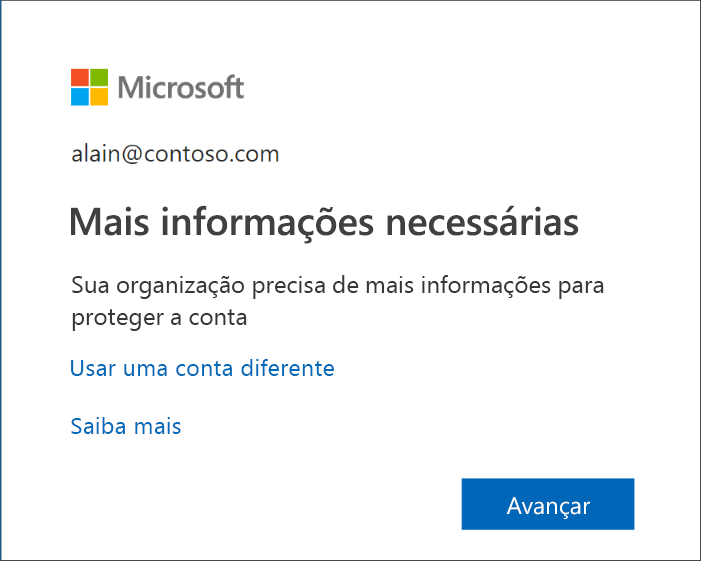 Microsoft
alain@contoso.com
Mais informações necessárias
Sua organização precisa de mais informações para
proteger a conta
Usar uma conta diferente
Saiba mais
Avançar